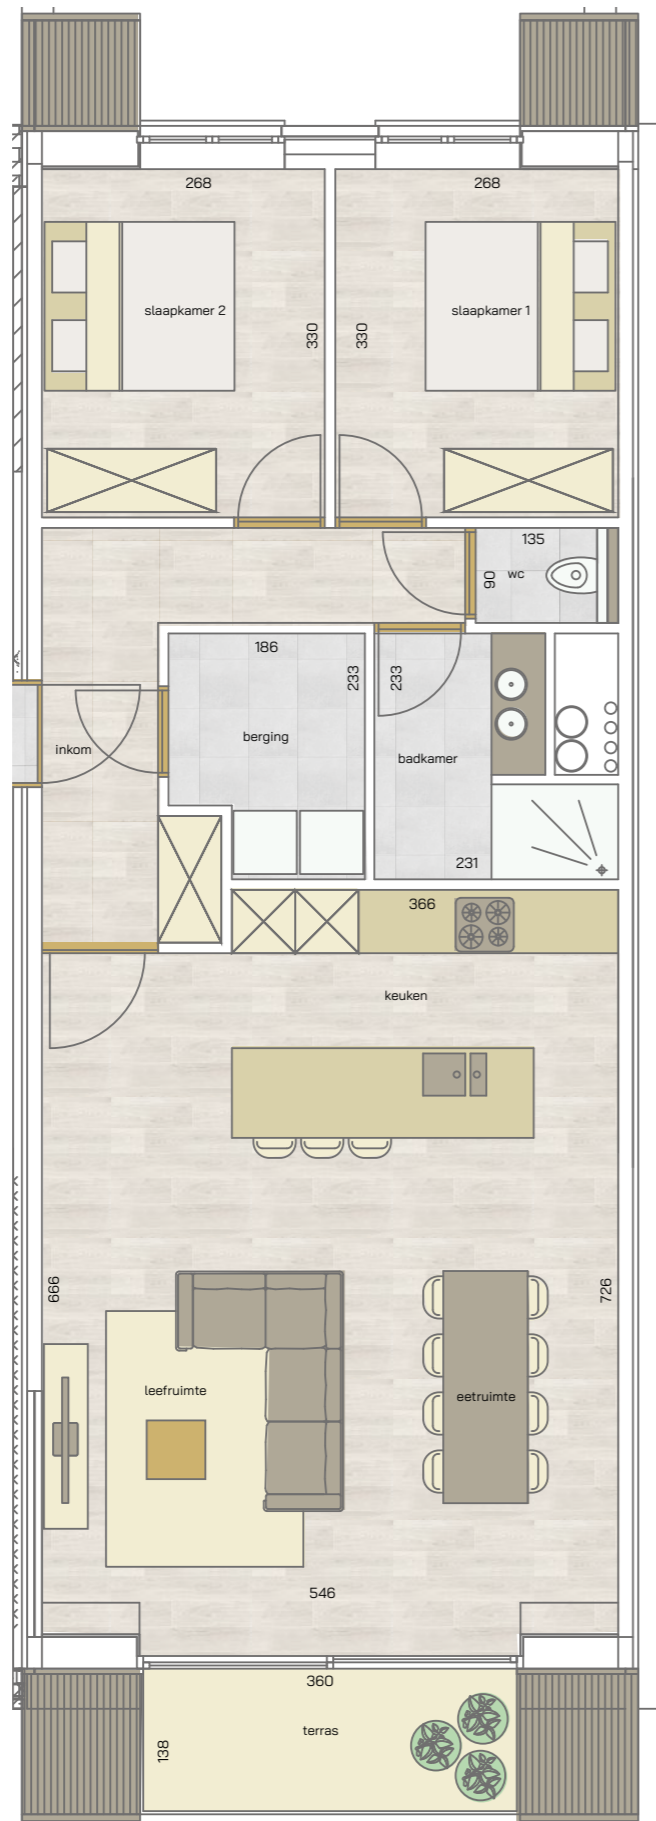 268
268
slaapkamer 2
slaapkamer 1
330
330
135
90
wc
186
233
233
inkom
berging
badkamer
231
366
keuken
666
726
leefruimte
eetruimte
546
360
terras
138